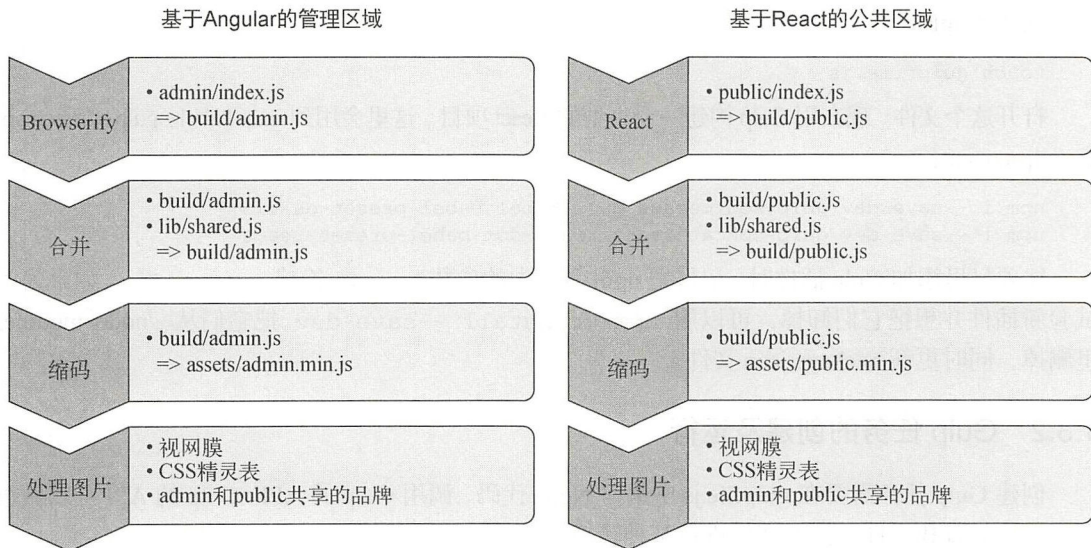 基于Angular的管理区域
Browserify
• admin/index.js
=> build/admin.js
合并
• build/admin.js
• lib/shared.js
=> build/admin.js
缩码
• build/admin.js
=> assets/admin.min.js
处理图片
• 视网膜
• CSS精灵表
• admin和public共享的品牌
基于React的公共区域
React
• public/index.js
=> build/public.js
合并
• build/public.js
• lib/shared.js
=> build/public.js
缩码
• build/public.js
=> assets/public.min.js
处理图片
• 视网膜
• CSS精灵表
• admin和public共享的品牌